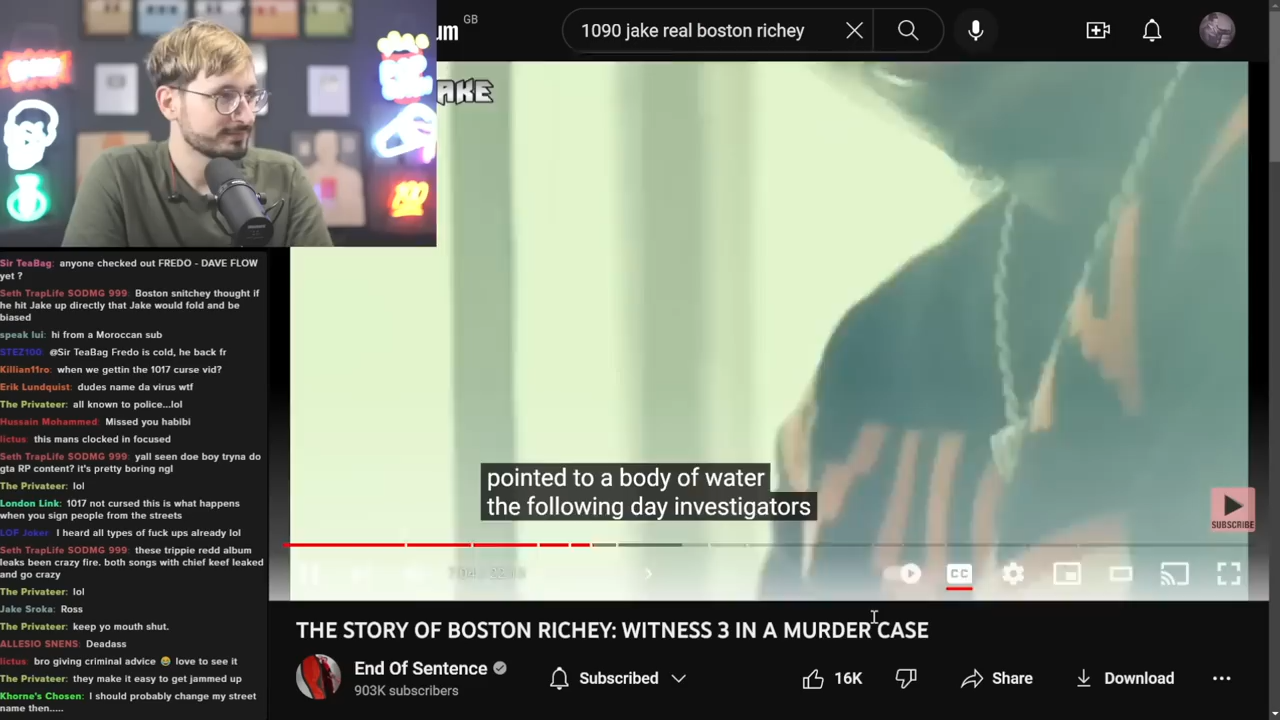 um GB
1090 jake real boston richey
AKE
Sir TeaBag: anyone checked out FREDO - DAVE FLOW
yet ?
Seth TrapLife SODMG 999: Boston snitchey thought if
he hit Jake up directly that Jake would fold and be
biased
speak lui: hi from a Moroccan sub
STEZ100: @Sir TeaBag Fredo is cold, he back fr
Killian11ro: when we gettin the 1017 curse vid?
Erik Lundquist: dudes name da virus wtf
The Privateer: all known to police...lol
Hussain Mohammed: Missed you habibi
lictus: this mans clocked in focused
Seth TrapLife SODMG 999: yall seen doe boy tryna do
gta RP content? it's pretty boring ngl
The Privateer: lol
London Link: 1017 not cursed this is what happens
when you sign people from the streets
LOF Joker: I heard all types of fuck ups already lol
Seth TrapLife SODMG 999: these trippie redd album
leaks been crazy fire. both songs with chief keef leaked
and go crazy
The Privateer: lol
Jake Sroka: Ross
The Privateer: keep yo mouth shut.
ALLESIO SNENS: Deadass
lictus: bro giving criminal advice 😂 love to see it
The Privateer: they make it easy to get jammed up
Khorne's Chosen: I should probably change my street
name then.....
pointed to a body of water
the following day investigators
SUBSCRIBE
CC
THE STORY OF BOSTON RICHEY: WITNESS 3 IN A MURDER CASE
End Of Sentence
903K subscribers
Subscribed
16K
Share
Download